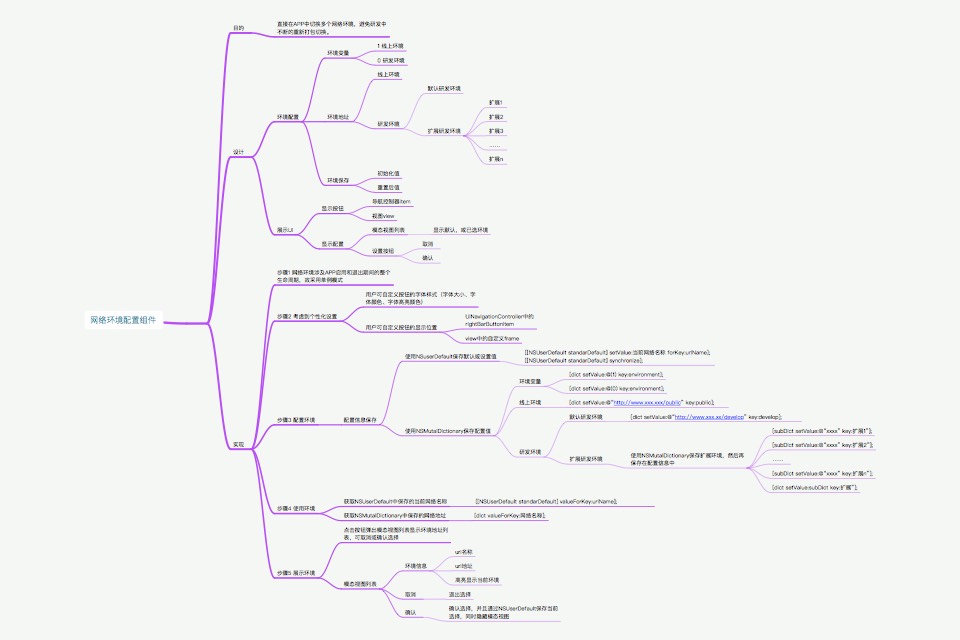 网络环境配置组件
目的
直接在APP中切换多个网络环境，避免研发中
不断的重新打包切换。
设计
环境配置
环境变量
1 线上环境
0 研发环境
环境地址
线上环境
研发环境
默认研发环境
扩展研发环境
扩展1
扩展2
扩展3
......
扩展n
环境保存
初始化值
重置后值
展示UI
显示按钮
导航控制器item
视图view
显示配置
模态视图列表
显示默认，或已选环境
设置按钮
取消
确认
实现
步骤1 网络环境涉及APP启用和退出期间的整个
生命周期，故采用单例模式
步骤2 考虑到个性化设置
用户可自定义按钮的字体样式（字体大小、字
体颜色、字体高亮颜色）
用户可自定义按钮的显示位置
UINavigationController中的
rightBarButtonItem
view中的自定义frame
步骤3 配置环境
配置信息保存
使用NSuserDefault保存默认或设置值
[[NSUserDefault standarDefault] setValue:当前网络名称 forKey:urlName];
[[NSUserDefault standarDefault] synchronize];
使用NSMutalDictionary保存配置值
环境变量
[dict setValue:@(1) key:environment];
[dict setValue:@(0) key:environment];
线上环境
[dict setValue:@"http://www.xxx.xxx/public" key:public];
研发环境
默认研发环境
[dict setValue:@"http://www.xxx.xx/develop" key:develop];
扩展研发环境
使用NSMutalDictionary保存扩展环境，然后再
保存在配置信息中
[subDict setValue:@"xxxx" key:扩展1"];
[subDict setValue:@"xxxx" key:扩展2"];
......
[subDict setValue:@"xxxx" key:扩展n"];
[dict setValue:subDict key:扩展"];
步骤4 使用环境
获取NSUserDefault中保存的当前网络名称
[[NSUserDefault standarDefault] valueForKey:urlName];
获取NSMutalDictionary中保存的网络地址
[dict valueForKey:网络名称];
步骤5 展示环境
点击按钮弹出模态视图列表显示环境地址列
表，可取消或确认选择
模态视图列表
环境信息
url名称
url地址
高亮显示当前环境
取消
退出选择
确认
确认选择，并且通过NSUserDefault保存当前
选择，同时隐藏模态视图